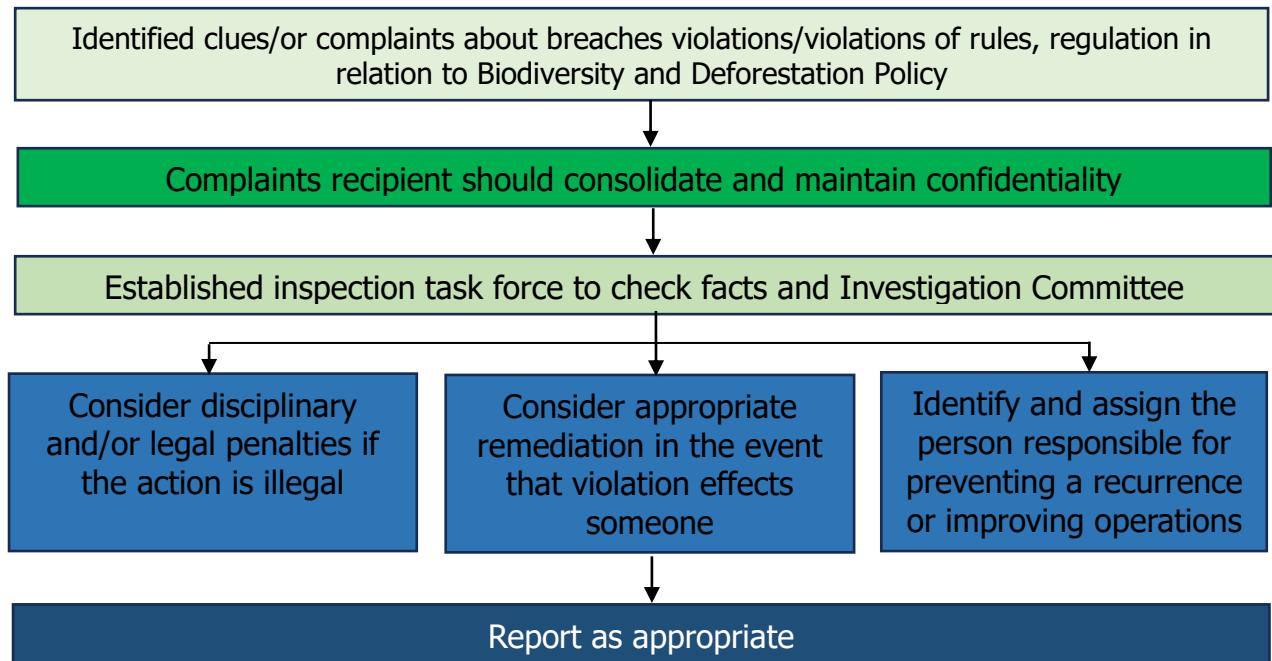 Identified clues/or complaints about breaches violations/violations of rules, regulation in
relation to Biodiversity and Deforestation Policy
Complaints recipient should consolidate and maintain confidentiality
Established inspection task force to check facts and Investigation Committee
Consider disciplinary
and/or legal penalties if
the action is illegal
Consider appropriate
remediation in the event
that violation effects
someone
Identify and assign the
person responsible for
preventing a recurrence
or improving operations
Report as appropriate